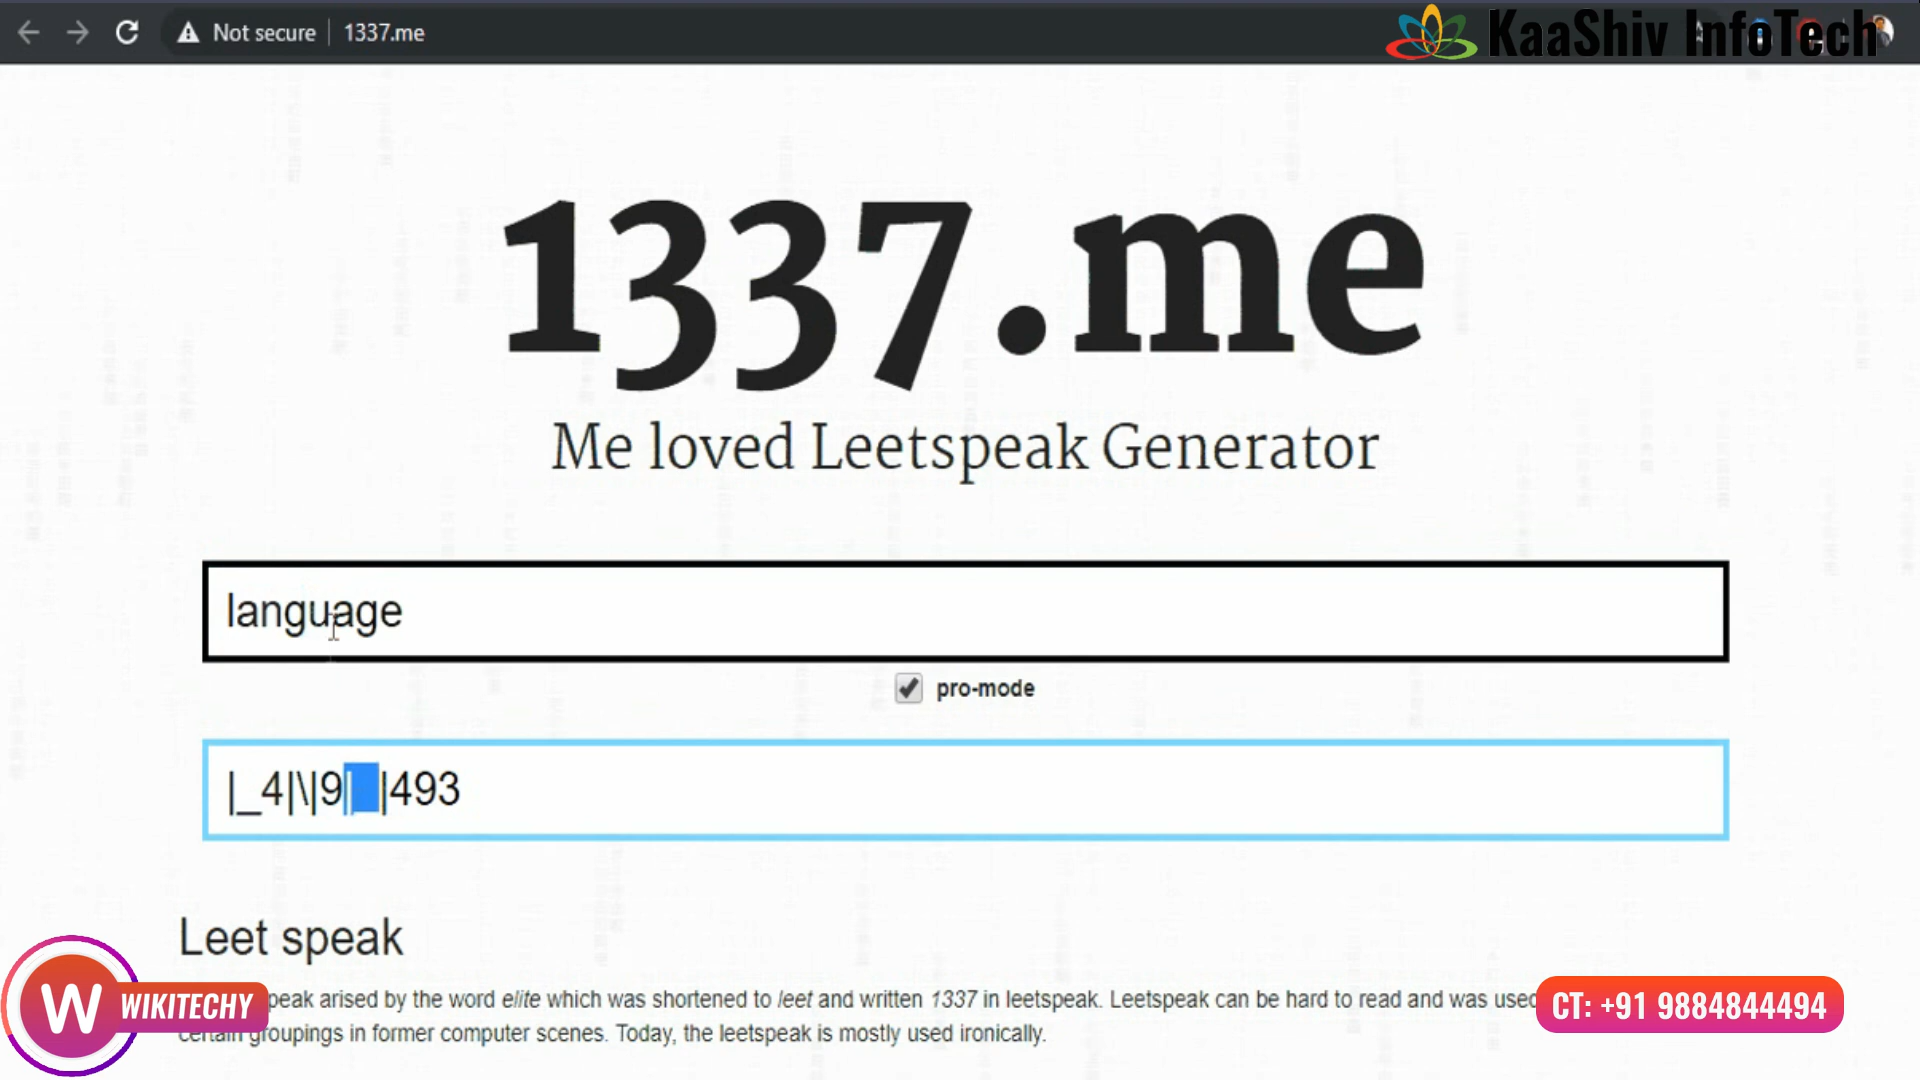 Not secure | 1337.me
KaaShiv InfoTech
1337.me
Me loved Leetspeak Generator
language
pro-mode
|_4|\|9|_|493
Leet speak
peak arised by the word elite which was shortened to leet and written 1337 in leetspeak. Leetspeak can be hard to read and was used
certain groupings in former computer scenes. Today, the leetspeak is mostly used ironically.
W WIKITECHY
CT: +91 9884844494